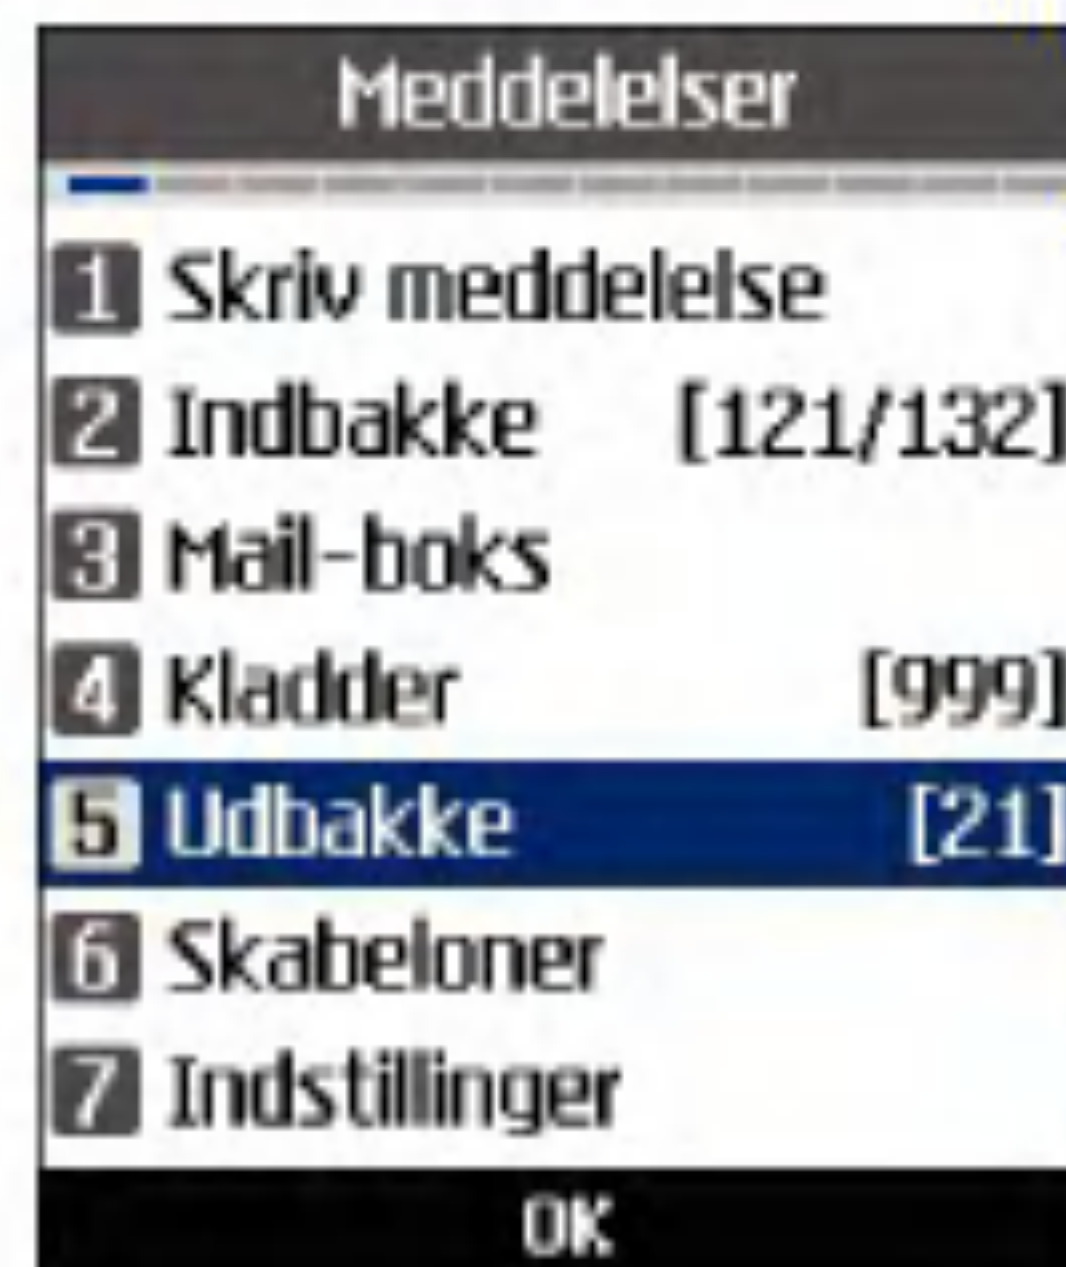 Meddelelser
1 Skriv meddelelse
2 Indbakke [121/132]
3 Mail-boks
4 Kladder [999]
5 Udbakke [21]
6 Skabeloner
7 Indstillinger
OK